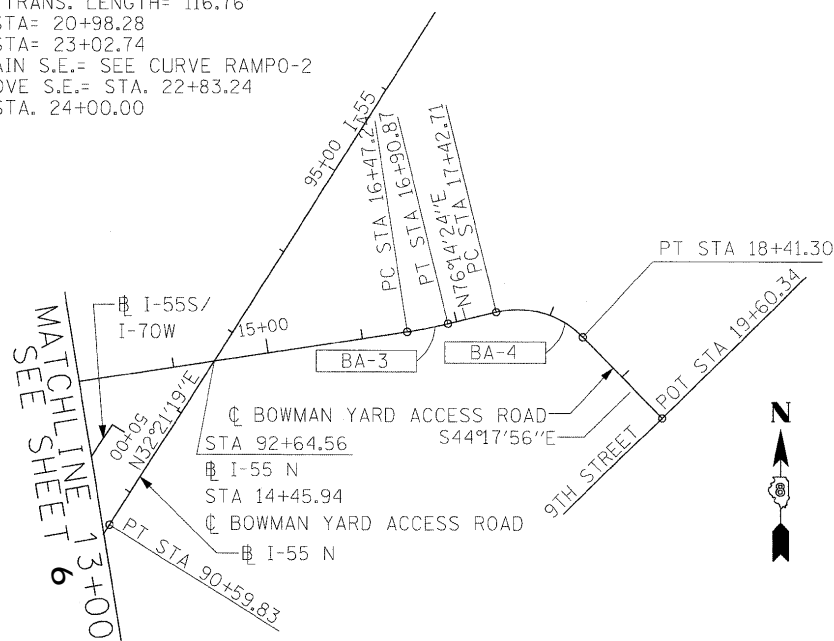 TRANS. LENGTH= 116.76'
STA= 20+98.28
STA= 23+02.74
AIN S.E.= SEE CURVE RAMPO-2
OVE S.E.= STA. 22+83.24
STA. 24+00.00
95+00
I-55
PC STA 16+47.2
PT STA 16+90.87
N76°14'24"E
PC STA 17+42.71
PT STA 18+41.30
POT STA 19+60.34
9TH STREET
15+00
BA-3
BA-4
B I-55S/
I-70W
50+00
N32°21'19"E
MATCHLINE 13+00
SEE SHEET 6
℄ BOWMAN YARD ACCESS ROAD
S44°17'56"E
STA 92+64.56
B I-55 N
STA 14+45.94
℄ BOWMAN YARD ACCESS ROAD
B I-55 N
PT STA 90+59.83
N